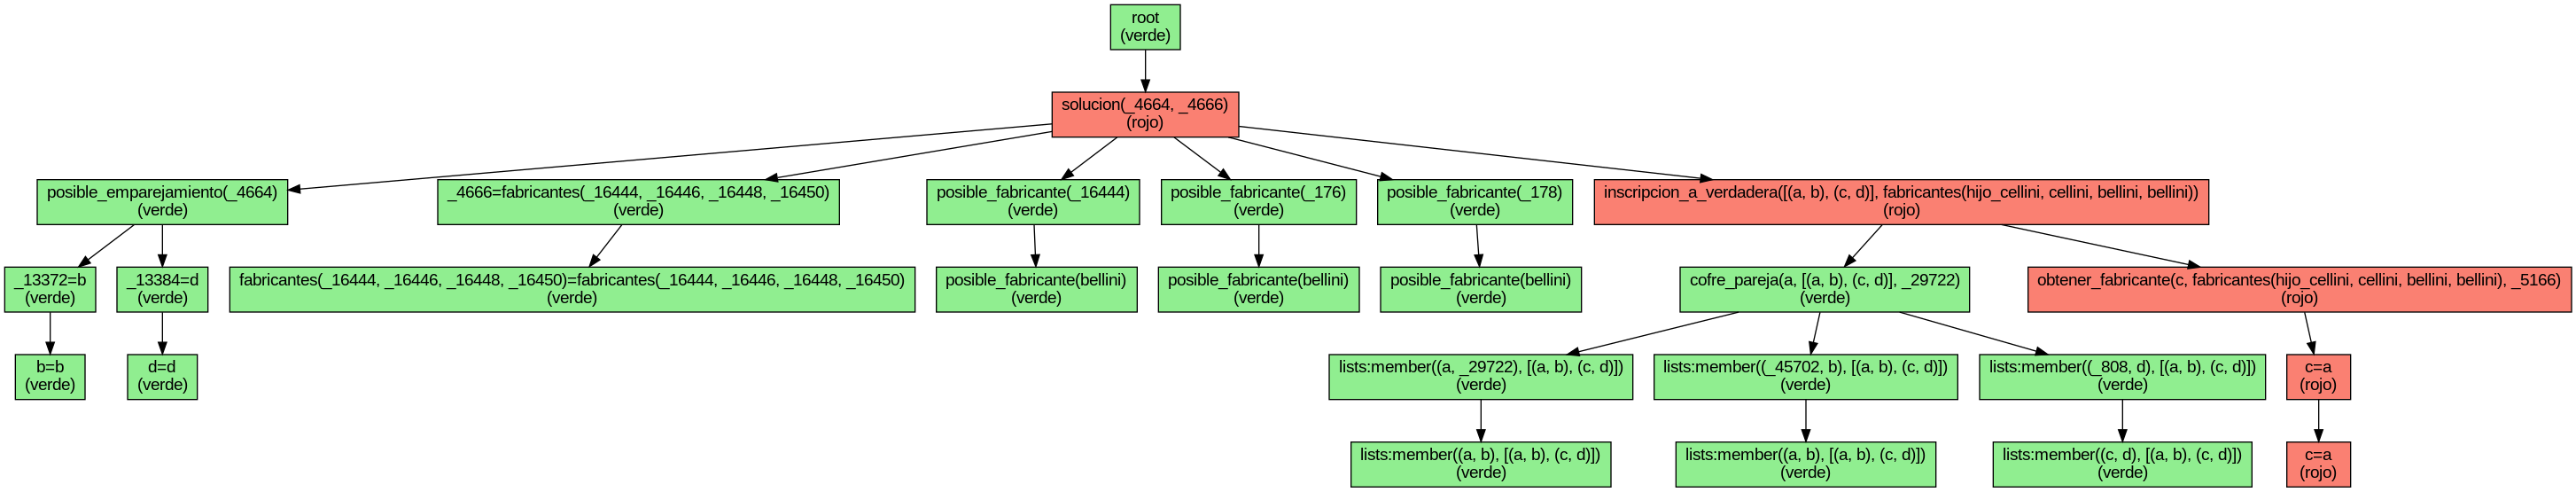 root
(verde)
solucion(_4664, _4666)
(rojo)
posible_emparejamiento(_4664)
(verde)
_4666=fabricantes(_16444, _16446, _16448, _16450)
(verde)
posible_fabricante(_16444)
(verde)
posible_fabricante(_176)
(verde)
posible_fabricante(_178)
(verde)
inscripcion_a_verdadera([(a, b), (c, d)], fabricantes(hijo_cellini, cellini, bellini, bellini))
(rojo)
_13372=b
(verde)
_13384=d
(verde)
fabricantes(_16444, _16446, _16448, _16450)=fabricantes(_16444, _16446, _16448, _16450)
(verde)
posible_fabricante(bellini)
(verde)
posible_fabricante(bellini)
(verde)
posible_fabricante(bellini)
(verde)
cofre_pareja(a, [(a, b), (c, d)], _29722)
(verde)
obtener_fabricante(c, fabricantes(hijo_cellini, cellini, bellini, bellini), _5166)
(rojo)
b=b
(verde)
d=d
(verde)
lists:member((a, _29722), [(a, b), (c, d)])
(verde)
lists:member((_45702, b), [(a, b), (c, d)])
(verde)
lists:member((_808, d), [(a, b), (c, d)])
(verde)
c=a
(rojo)
lists:member((a, b), [(a, b), (c, d)])
(verde)
lists:member((a, b), [(a, b), (c, d)])
(verde)
lists:member((c, d), [(a, b), (c, d)])
(verde)
c=a
(rojo)